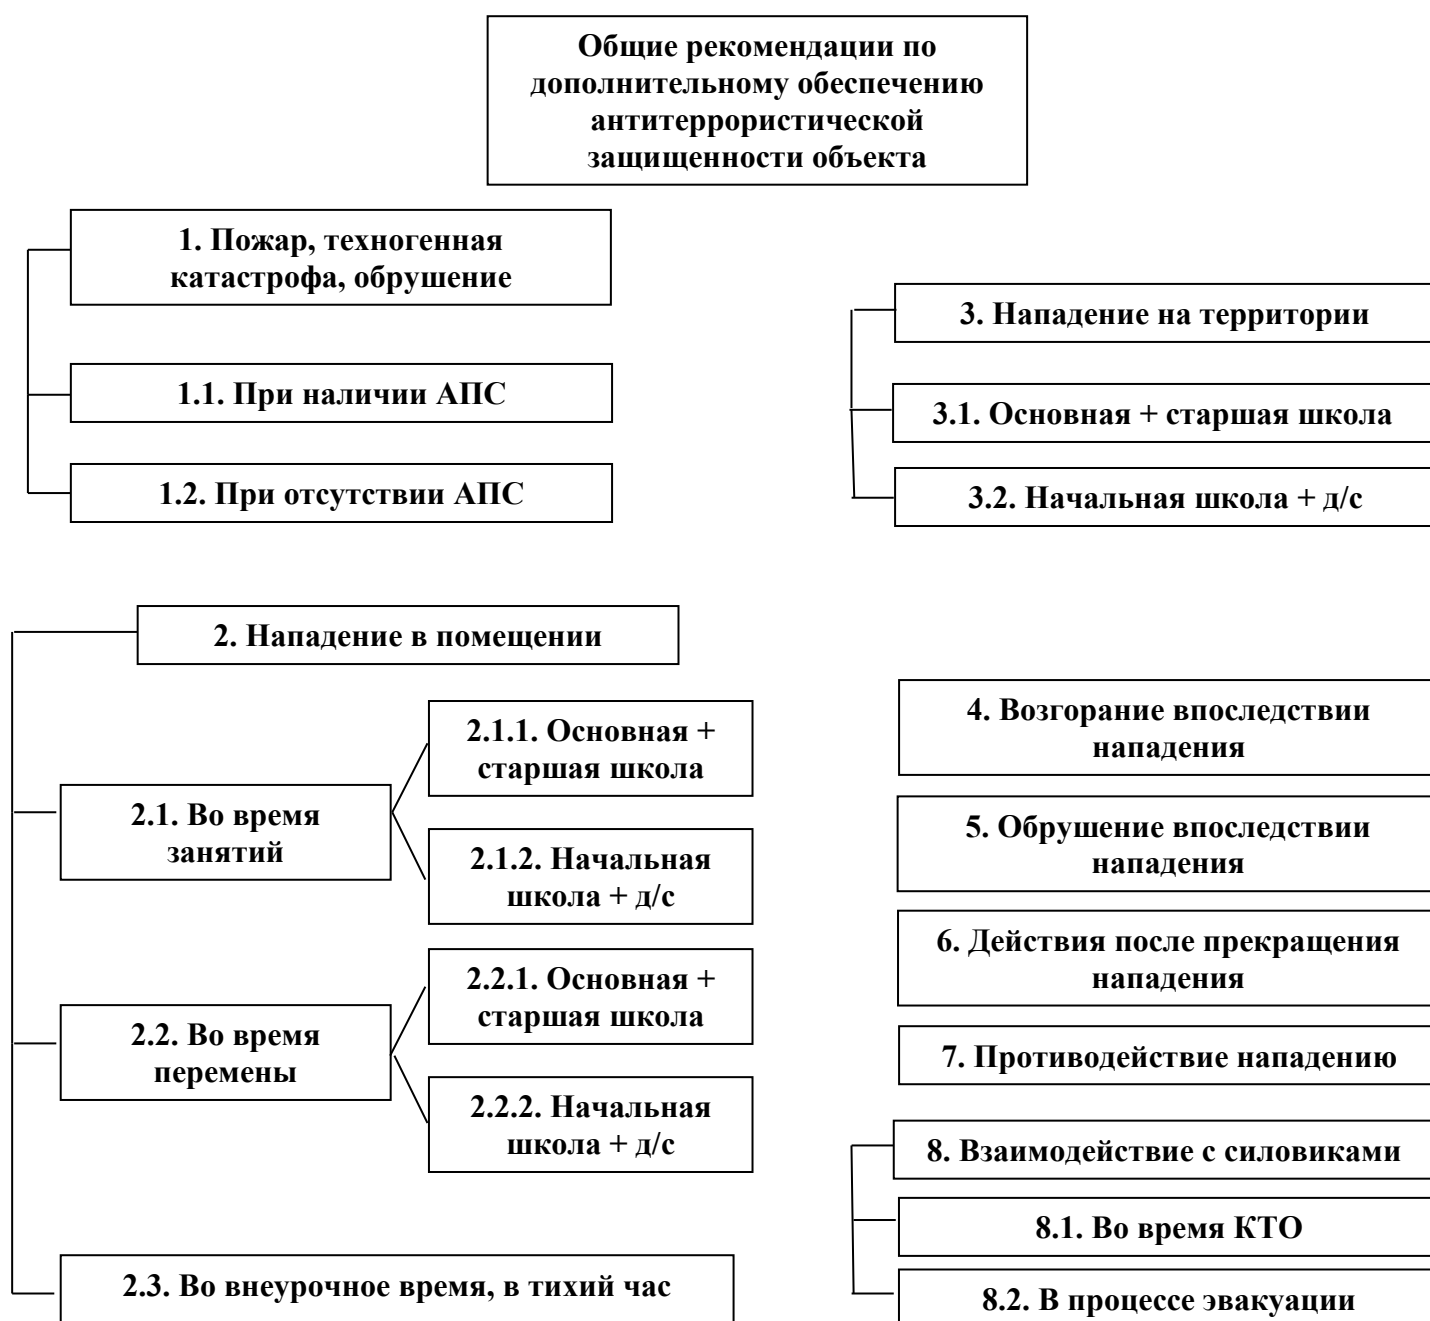 Общие рекомендации по
дополнительному обеспечению
антитеррористической
защищенности объекта
1. Пожар, техногенная
катастрофа, обрушение
1.1. При наличии АПС
1.2. При отсутствии АПС
3. Нападение на территории
3.1. Основная + старшая школа
3.2. Начальная школа + д/с
2. Нападение в помещении
2.1. Во время
занятий
2.1.1. Основная +
старшая школа
2.1.2. Начальная
школа + д/с
2.2. Во время
перемены
2.2.1. Основная +
старшая школа
2.2.2. Начальная
школа + д/с
2.3. Во внеурочное время, в тихий час
4. Возгорание впоследствии
нападения
5. Обрушение впоследствии
нападения
6. Действия после прекращения
нападения
7. Противодействие нападению
8. Взаимодействие с силовиками
8.1. Во время КТО
8.2. В процессе эвакуации